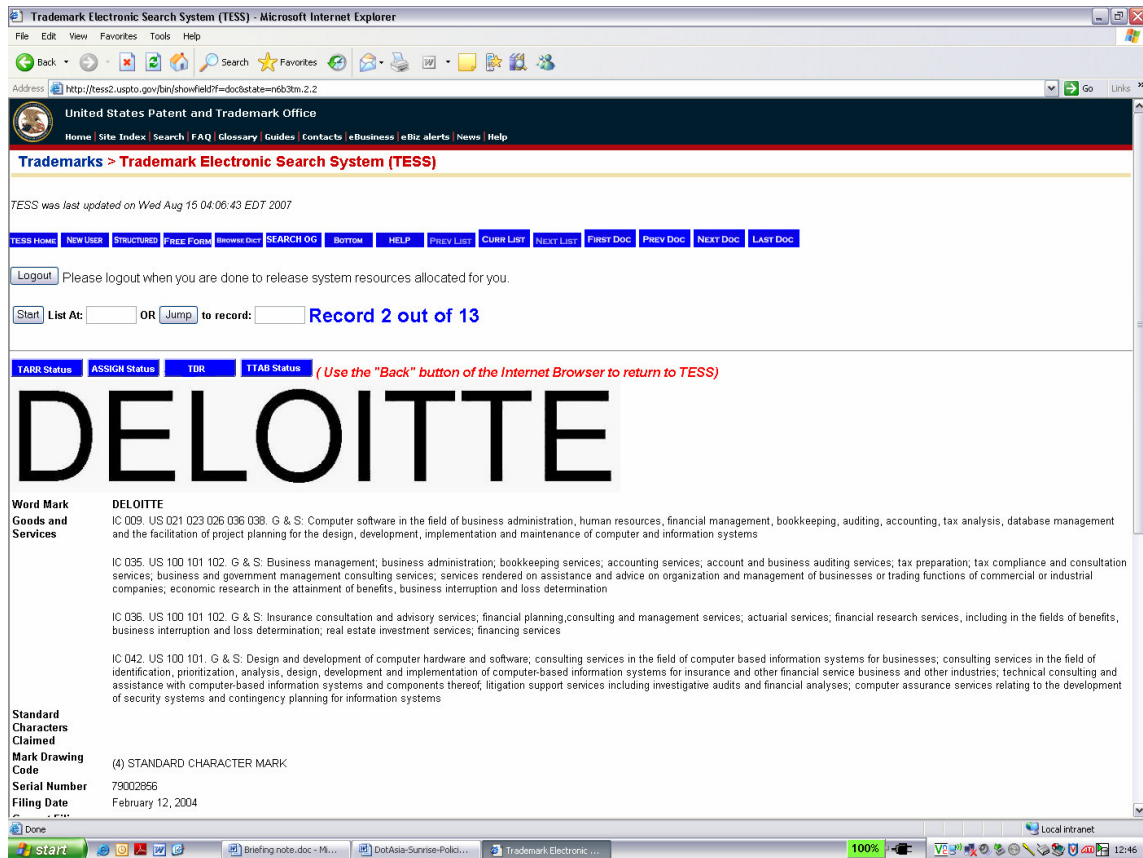 Trademark Electronic Search System (TESS) - Microsoft Internet Explorer
File Edit View Favorites Tools Help
Back Search Favorites
Address http://tess2.uspto.gov/bin/showfield?f=doc&state=n6b3tm.2.2 Go Links »
United States Patent and Trademark Office
Home | Site Index | Search | FAQ | Glossary | Guides | Contacts | eBusiness | eBiz alerts | News | Help
Trademarks > Trademark Electronic Search System (TESS)
TESS was last updated on Wed Aug 15 04:06:43 EDT 2007
TESS HOME NEW USER STRUCTURED FREE FORM BROWSE DICT SEARCH OG BOTTOM HELP PREV LIST CURR LIST NEXT LIST FIRST DOC PREV DOC NEXT DOC LAST DOC
Logout Please logout when you are done to release system resources allocated for you.
Start List At: OR Jump to record: Record 2 out of 13
TARR Status ASSIGN Status TDR TTAB Status ( Use the "Back" button of the Internet Browser to return to TESS)
DELOITTE
Word Mark DELOITTE
Goods and Services IC 009. US 021 023 026 036 038. G & S: Computer software in the field of business administration, human resources, financial management, bookkeeping, auditing, accounting, tax analysis, database management
and the facilitation of project planning for the design, development, implementation and maintenance of computer and information systems
IC 035. US 100 101 102. G & S: Business management; business administration; bookkeeping services; accounting services; account and business auditing services; tax preparation; tax compliance and consultation
services; business and government management consulting services; services rendered on assistance and advice on organization and management of businesses or trading functions of commercial or industrial
companies; economic research in the attainment of benefits, business interruption and loss determination
IC 036. US 100 101 102. G & S: Insurance consultation and advisory services; financial planning,consulting and management services; actuarial services; financial research services, including in the fields of benefits,
business interruption and loss determination; real estate investment services; financing services
IC 042. US 100 101. G & S: Design and development of computer hardware and software; consulting services in the field of computer based information systems for businesses; consulting services in the field of
identification, prioritization, analysis, design, development and implementation of computer-based information systems for insurance and other financial service business and other industries; technical consulting and
assistance with computer-based information systems and components thereof; litigation support services including investigative audits and financial analyses; computer assurance services relating to the development
of security systems and contingency planning for information systems
Standard
Characters
Claimed
Mark Drawing
Code (4) STANDARD CHARACTER MARK
Serial Number 79002856
Filing Date February 12, 2004
Done Local intranet
start Briefing note.doc - Mi... DotAsia-Sunrise-Polici... Trademark Electronic ... 100% 12:46